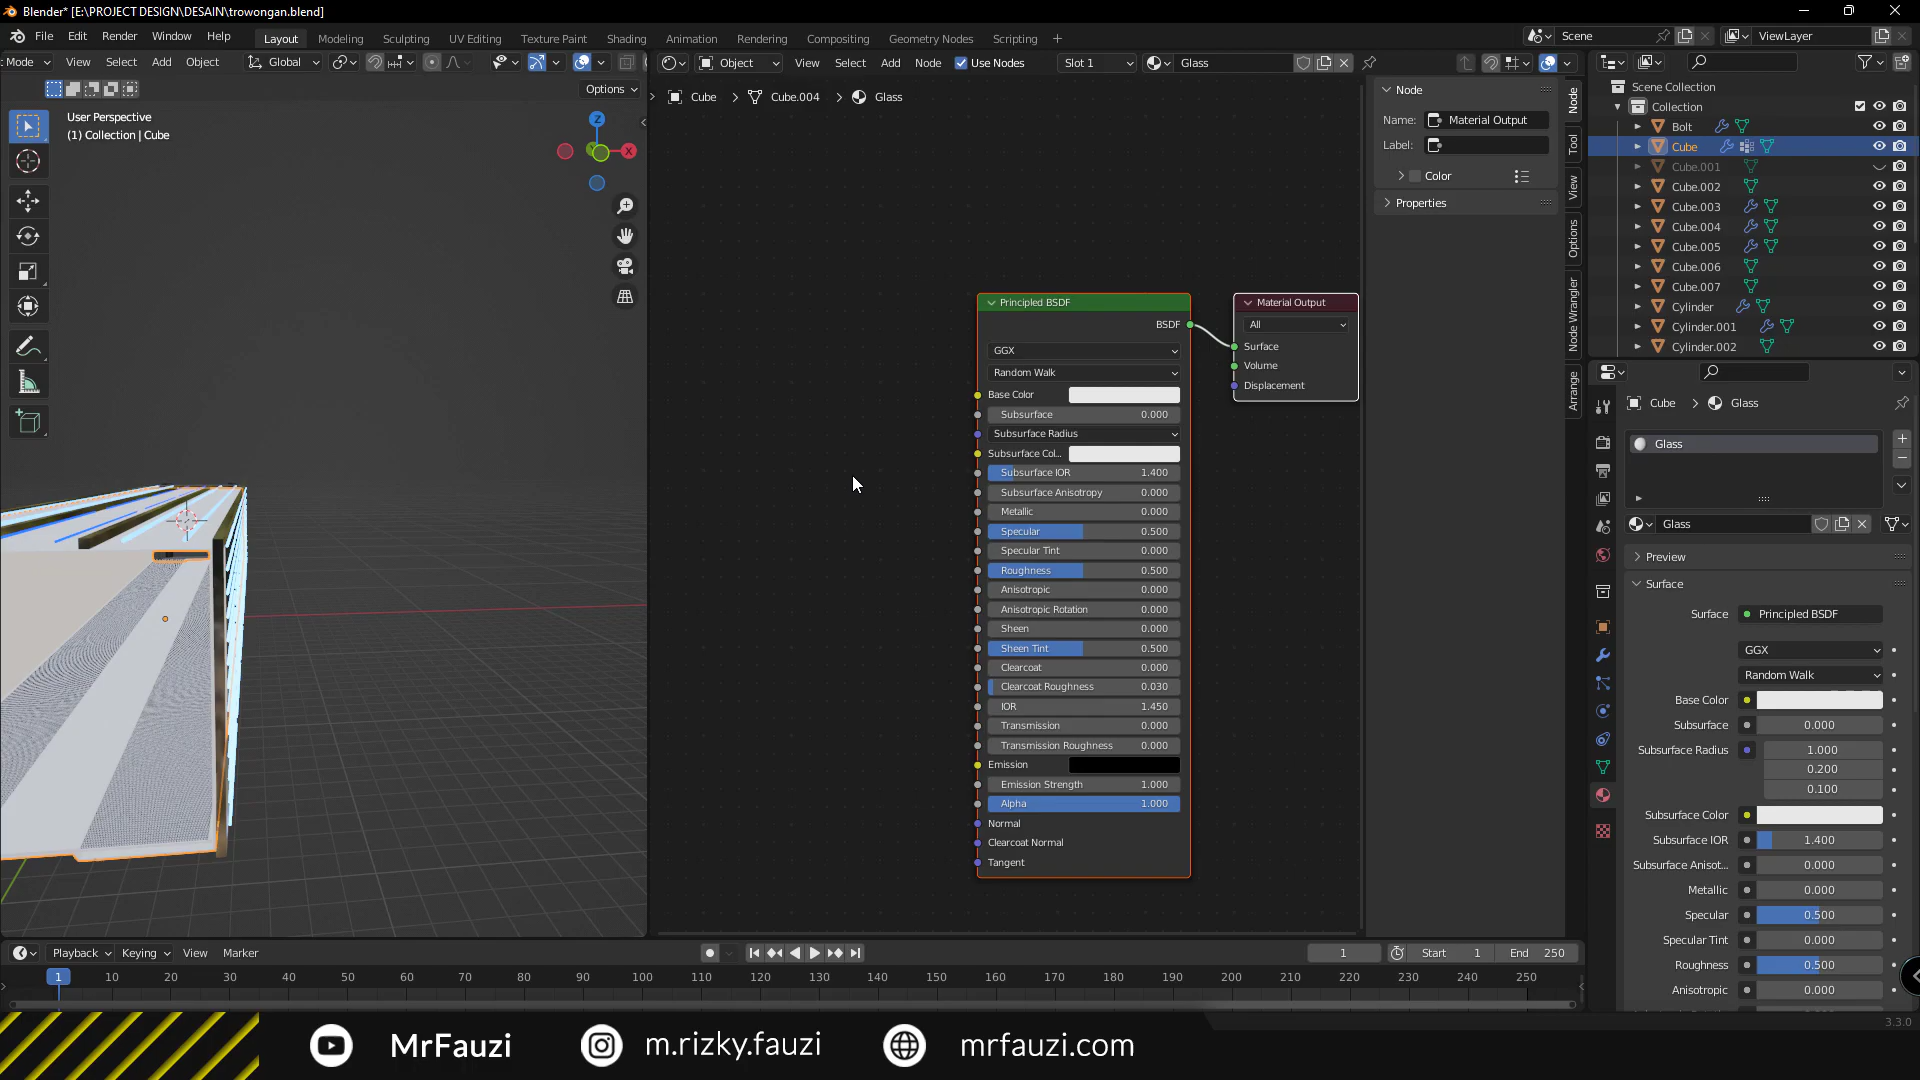 Blender* [E:\PROJECT DESIGN\DESAIN\trowongan.blend]
File Edit Render Window Help
Layout Modeling Sculpting UV Editing Texture Paint Shading Animation Rendering Compositing Geometry Nodes Scripting +
Scene ViewLayer
Mode View Select Add Object Global
Object View Select Add Node Use Nodes Slot 1 Glass
Options
User Perspective
(1) Collection | Cube
Z
X
Y
Cube > Cube.004 > Glass
Node
Name: Material Output
Label:
Color
Properties
Node
Tool
View
Options
Node Wrangler
Arrange
Principled BSDF
BSDF
GGX
Random Walk
Base Color
Subsurface 0.000
Subsurface Radius
Subsurface Col...
Subsurface IOR 1.400
Subsurface Anisotropy 0.000
Metallic 0.000
Specular 0.500
Specular Tint 0.000
Roughness 0.500
Anisotropic 0.000
Anisotropic Rotation 0.000
Sheen 0.000
Sheen Tint 0.500
Clearcoat 0.000
Clearcoat Roughness 0.030
IOR 1.450
Transmission 0.000
Transmission Roughness 0.000
Emission
Emission Strength 1.000
Alpha 1.000
Normal
Clearcoat Normal
Tangent
Material Output
All
Surface
Volume
Displacement
Scene Collection
Collection
Bolt
Cube
Cube.001
Cube.002
Cube.003
Cube.004
Cube.005
Cube.006
Cube.007
Cylinder
Cylinder.001
Cylinder.002
Cube > Glass
Glass
Glass
Preview
Surface
Surface Principled BSDF
GGX
Random Walk
Base Color
Subsurface 0.000
Subsurface Radius 1.000
0.200
0.100
Subsurface Color
Subsurface IOR 1.400
Subsurface Anisot... 0.000
Metallic 0.000
Specular 0.500
Specular Tint 0.000
Roughness 0.500
Anisotropic 0.000
Playback Keying View Marker
1 Start 1 End 250
1 10 20 30 40 50 60 70 80 90 100 110 120 130 140 150 160 170 180 190 200 210 220 230 240 250
3.3.0
MrFauzi m.rizky.fauzi mrfauzi.com